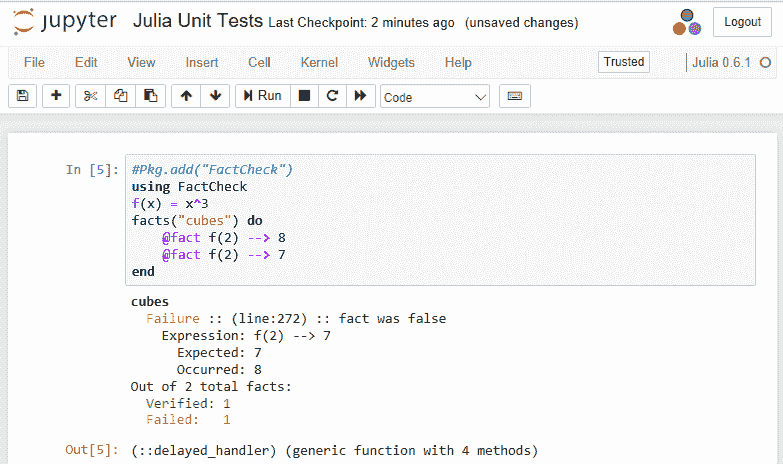 jupyter Julia Unit Tests Last Checkpoint: 2 minutes ago (unsaved changes) Logout
File Edit View Insert Cell Kernel Widgets Help Trusted Julia 0.6.1
Run Code
In [5]: #Pkg.add("FactCheck")
using FactCheck
f(x) = x^3
facts("cubes") do
@fact f(2) --> 8
@fact f(2) --> 7
end
cubes
Failure :: (line:272) :: fact was false
Expression: f(2) --> 7
Expected: 7
Occurred: 8
Out of 2 total facts:
Verified: 1
Failed: 1
Out[5]: (::delayed_handler) (generic function with 4 methods)